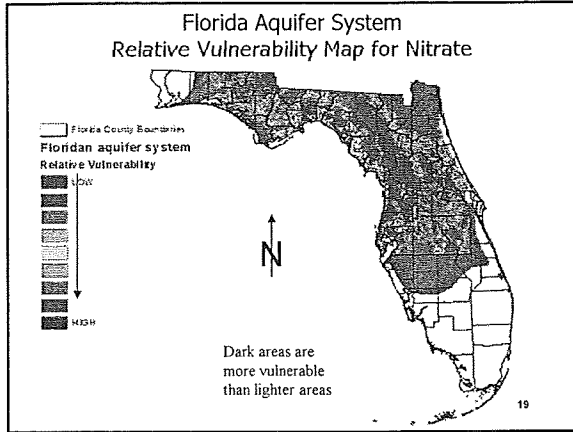 Florida Aquifer System
Relative Vulnerability Map for Nitrate
Florida County Boundaries
Floridan aquifer system
Relative Vulnerability
LOW
HIGH
N
Dark areas are
more vulnerable
than lighter areas
19